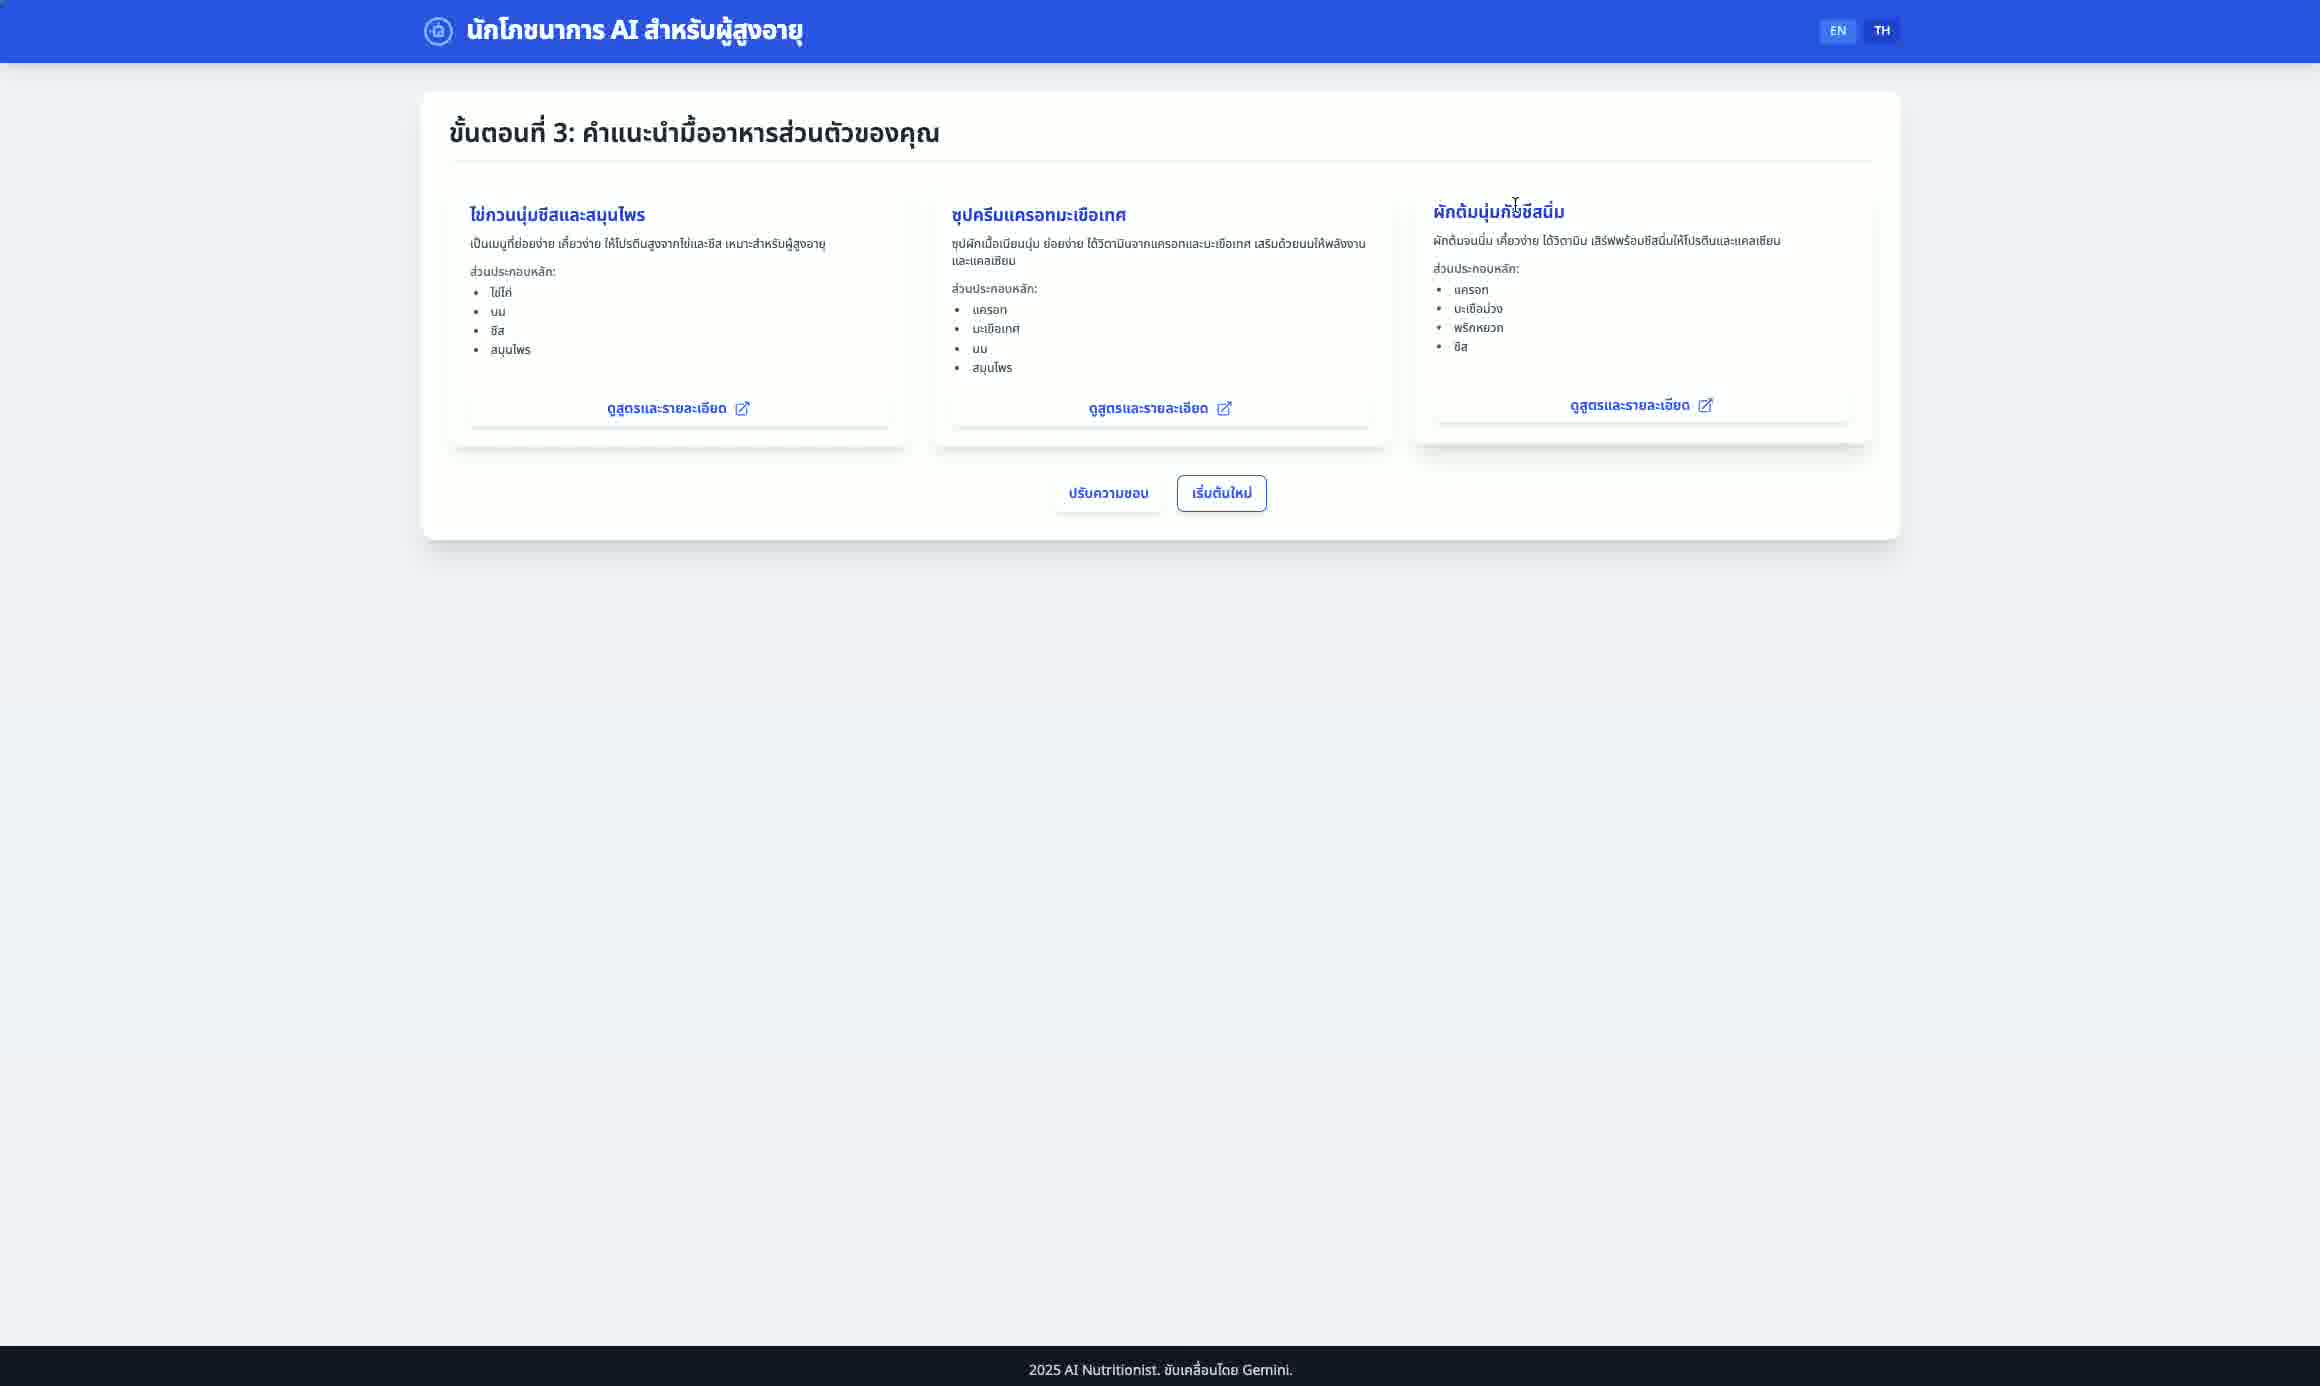 นักโภชนาการ AI สำหรับผู้สูงอายุ
EN
TH
ขั้นตอนที่ 3: คำแนะนำมื้ออาหารส่วนตัวของคุณ
ไข่กวนนุ่มชีสและสมุนไพร
เป็นเมนูที่ย่อยง่าย เคี้ยวง่าย ให้โปรตีนสูงจากไข่และชีส เหมาะสำหรับผู้สูงอายุ
ส่วนประกอบหลัก:
• ไข่ไก่
• นม
• ชีส
• สมุนไพร
ดูสูตรและรายละเอียด
ซุปครีมแครอทมะเขือเทศ
ซุปผักเนื้อเนียนนุ่ม ย่อยง่าย ได้วิตามินจากแครอทและมะเขือเทศ เสริมด้วยนมให้พลังงาน
และแคลเซียม
ส่วนประกอบหลัก:
• แครอท
• มะเขือเทศ
• นม
• สมุนไพร
ดูสูตรและรายละเอียด
ผักต้มนุ่มกับชีสนิ่ม
ผักต้มจนนิ่ม เคี้ยวง่าย ได้วิตามิน เสิร์ฟพร้อมชีสนิ่มให้โปรตีนและแคลเซียม
ส่วนประกอบหลัก:
• แครอท
• มะเขือม่วง
• พริกหยวก
• ชีส
ดูสูตรและรายละเอียด
ปรับความชอบ
เริ่มต้นใหม่
2025 AI Nutritionist. ขับเคลื่อนโดย Gemini.